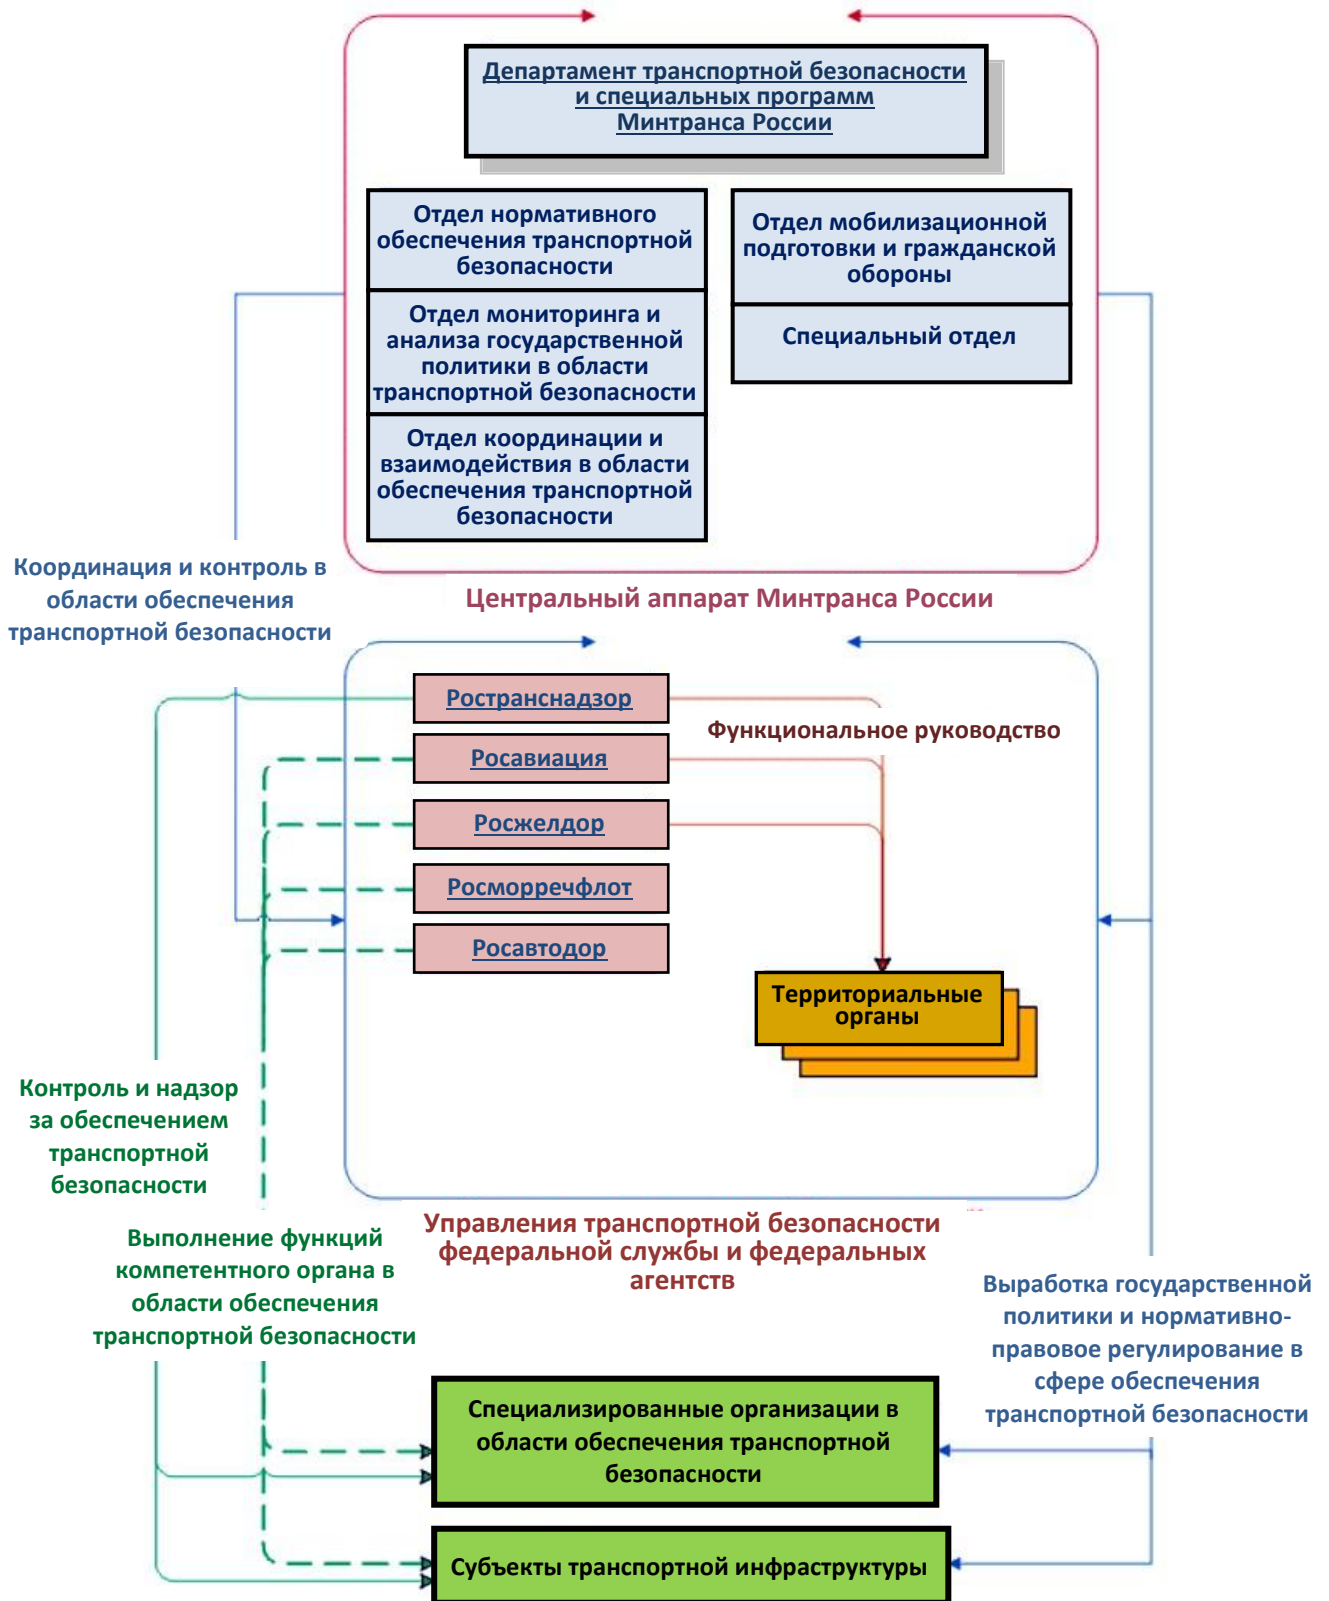 Департамент транспортной безопасности
и специальных программ
Минтранса России
Отдел нормативного
обеспечения транспортной
безопасности
Отдел мониторинга и
анализа государственной
политики в области
транспортной безопасности
Отдел координации и
взаимодействия в области
обеспечения транспортной
безопасности
Отдел мобилизационной
подготовки и гражданской
обороны
Специальный отдел
Координация и контроль в
области обеспечения
транспортной безопасности
Центральный аппарат Минтранса России
Ространснадзор
Росавиация
Росжелдор
Росморречфлот
Росавтодор
Функциональное руководство
Территориальные
органы
Контроль и надзор
за обеспечением
транспортной
безопасности
Управления транспортной безопасности
федеральной службы и федеральных
агентств
Выполнение функций
компетентного органа в
области обеспечения
транспортной безопасности
Выработка государственной
политики и нормативно-
правовое регулирование в
сфере обеспечения
транспортной безопасности
Специализированные организации в
области обеспечения транспортной
безопасности
Субъекты транспортной инфраструктуры